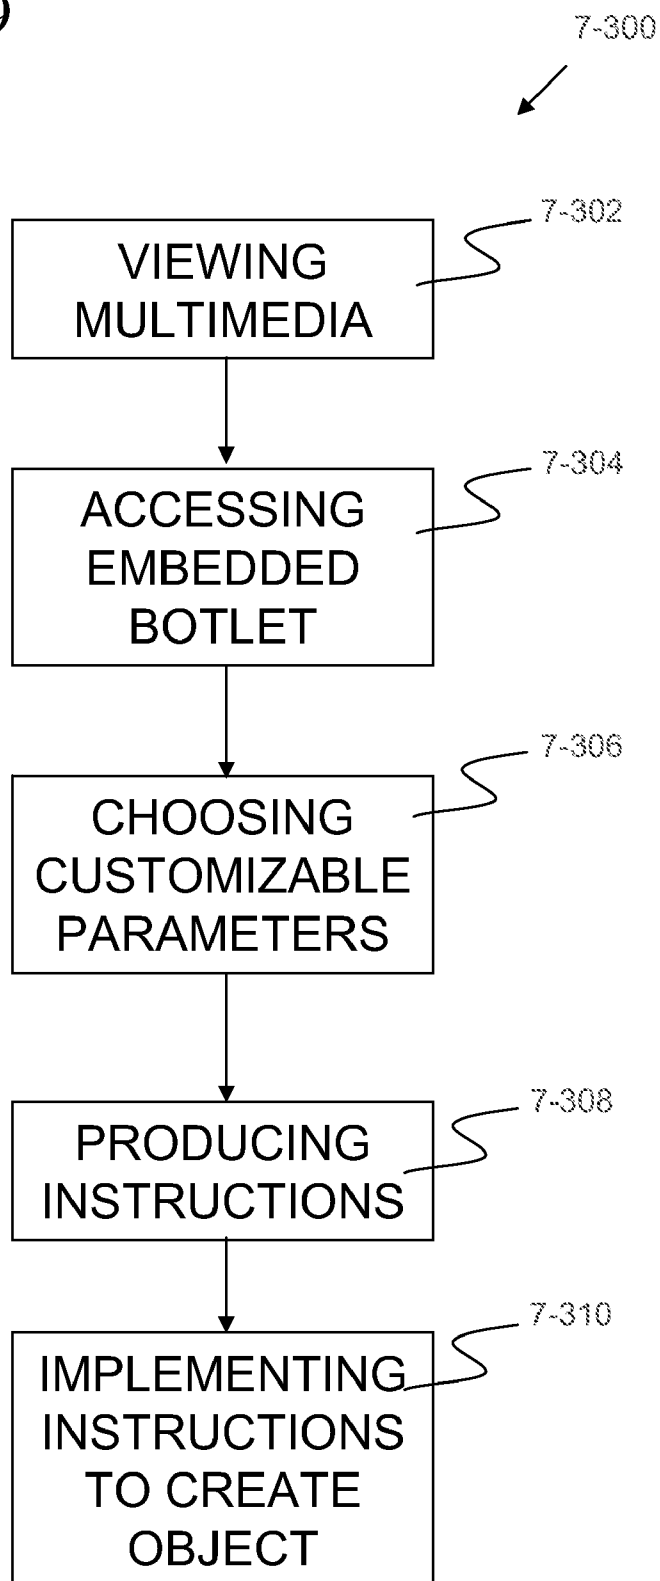 7-300
7-302
VIEWING
MULTIMEDIA
7-304
ACCESSING
EMBEDDED
BOTLET
7-306
CHOOSING
CUSTOMIZABLE
PARAMETERS
7-308
PRODUCING
INSTRUCTIONS
7-310
IMPLEMENTING
INSTRUCTIONS
TO CREATE
OBJECT